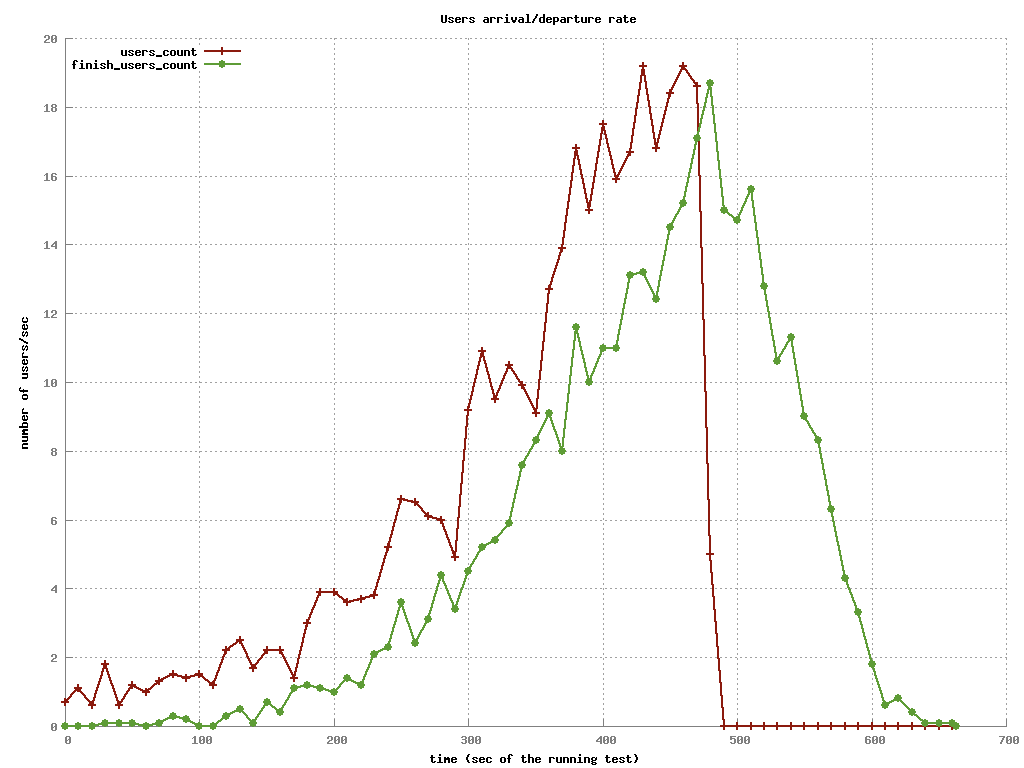 Users arrival/departure rate
users_count
finish_users_count
number of users/sec
20
18
16
14
12
10
8
6
4
2
0
0 100 200 300 400 500 600 700
time (sec of the running test)